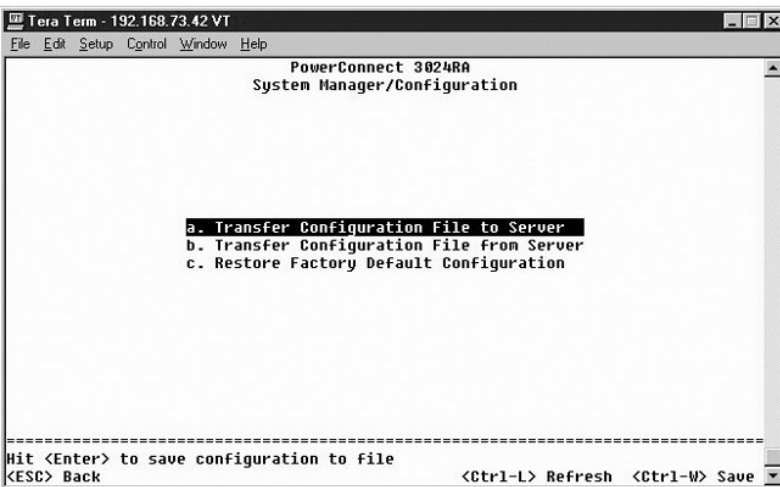 Tera Term - 192.168.73.42 VT
File Edit Setup Control Window Help
PowerConnect 3024RA
System Manager/Configuration
a. Transfer Configuration File to Server
b. Transfer Configuration File from Server
c. Restore Factory Default Configuration
================================================================================
Hit <Enter> to save configuration to file
<ESC> Back <Ctrl-L> Refresh <Ctrl-W> Save